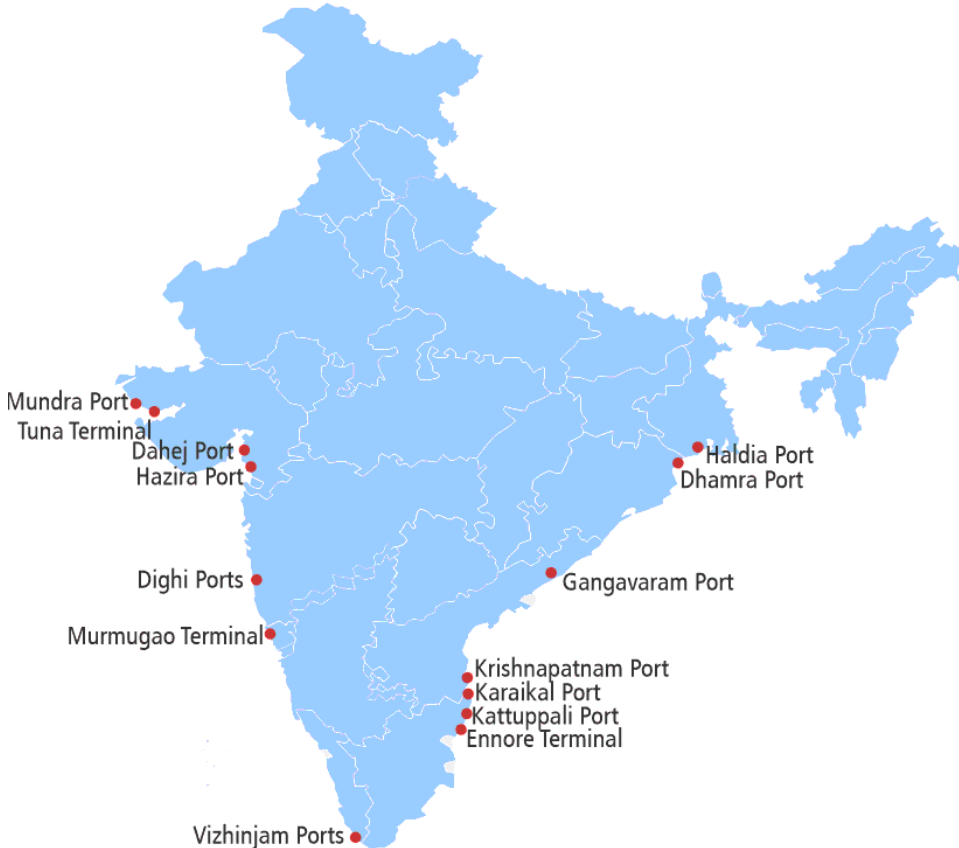 Mundra Port
Tuna Terminal
Dahej Port
Hazira Port
Haldia Port
Dhamra Port
Dighi Ports
Gangavaram Port
Murmugao Terminal
Krishnapatnam Port
Karaikal Port
Kattuppali Port
Ennore Terminal
Vizhinjam Ports